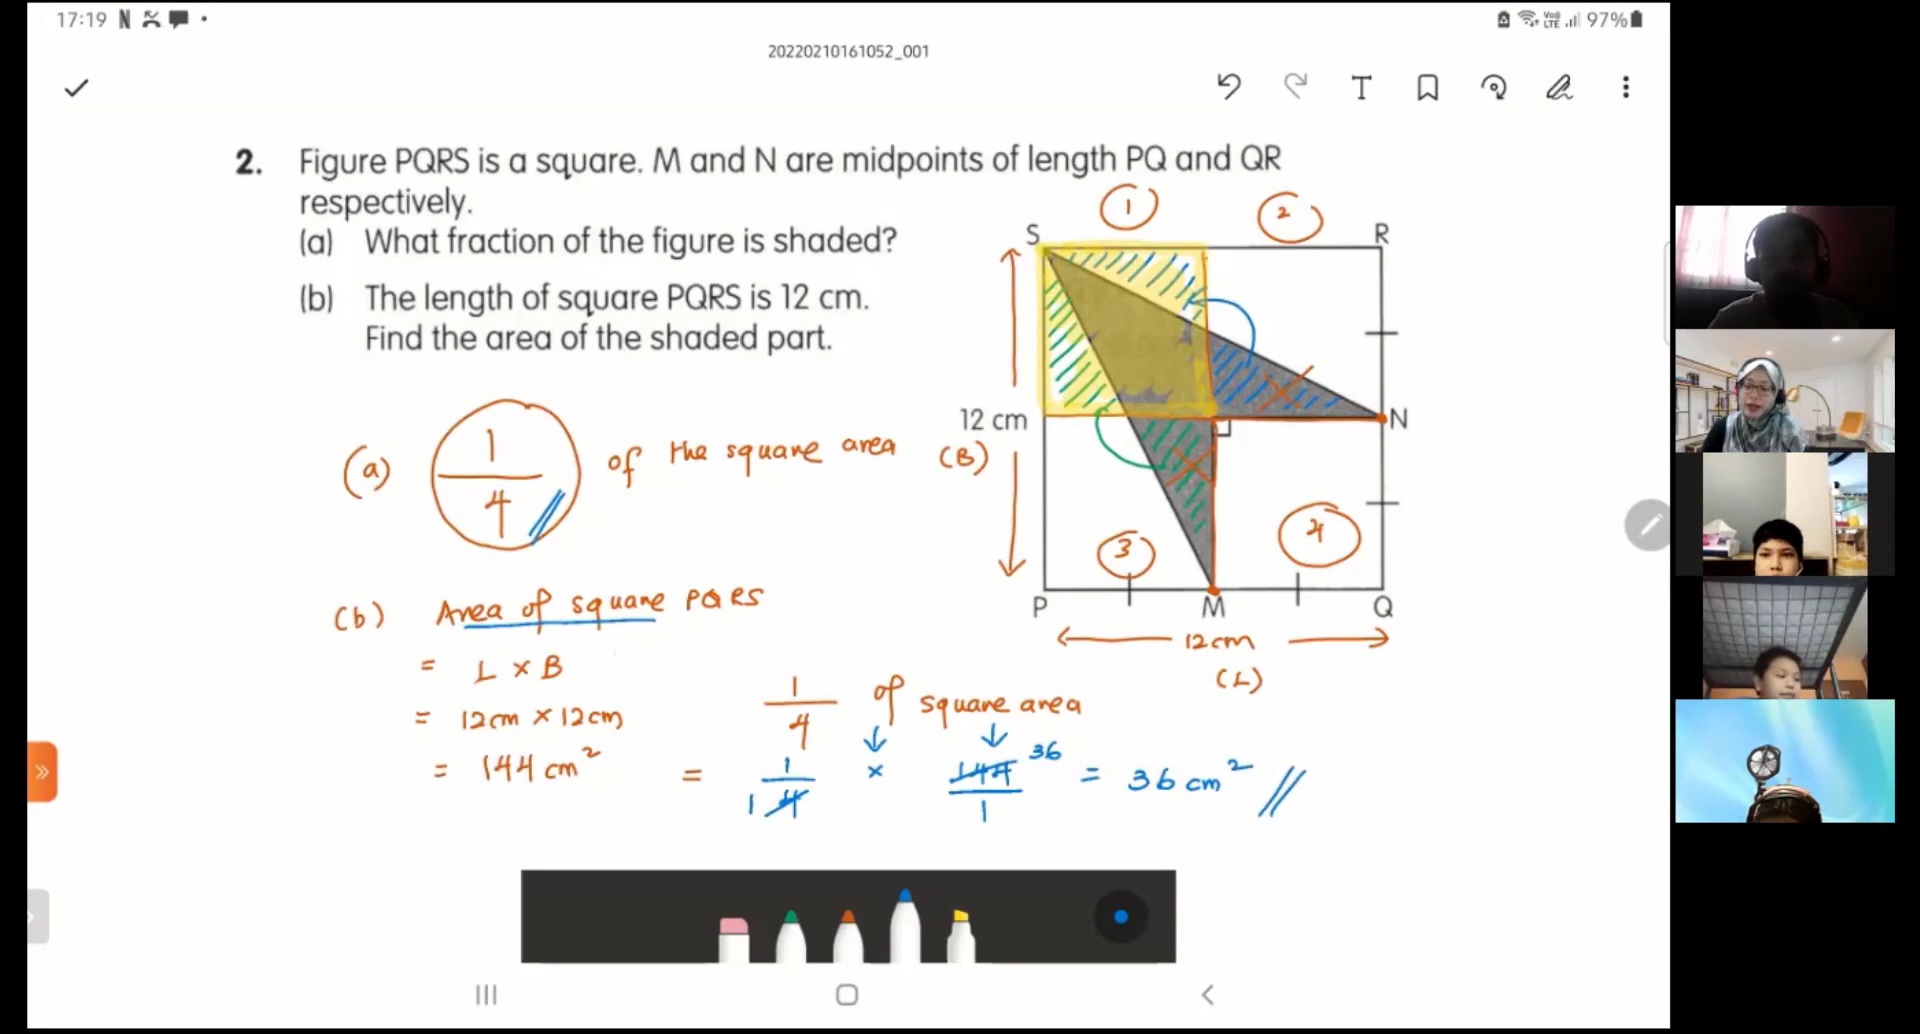 17:19
97%
20220210161052_001
T
2. Figure PQRS is a square. M and N are midpoints of length PQ and QR
respectively.
(a) What fraction of the figure is shaded?
(b) The length of square PQRS is 12 cm.
Find the area of the shaded part.
1 2
S R
12 cm (B) N
3 4
P M Q
12cm
(L)
(a) 1/4 of the square area
(b) Area of square PQRS
= L × B
= 12cm × 12cm
= 144 cm²
1/4 of square area
= 1/4 1 × 144/1 36 = 36 cm²